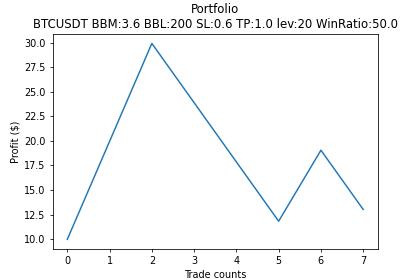 Portfolio
BTCUSDT BBM:3.6 BBL:200 SL:0.6 TP:1.0 lev:20 WinRatio:50.0
30.0
27.5
25.0
22.5
20.0
17.5
15.0
12.5
10.0
Profit ($)
0 1 2 3 4 5 6 7
Trade counts